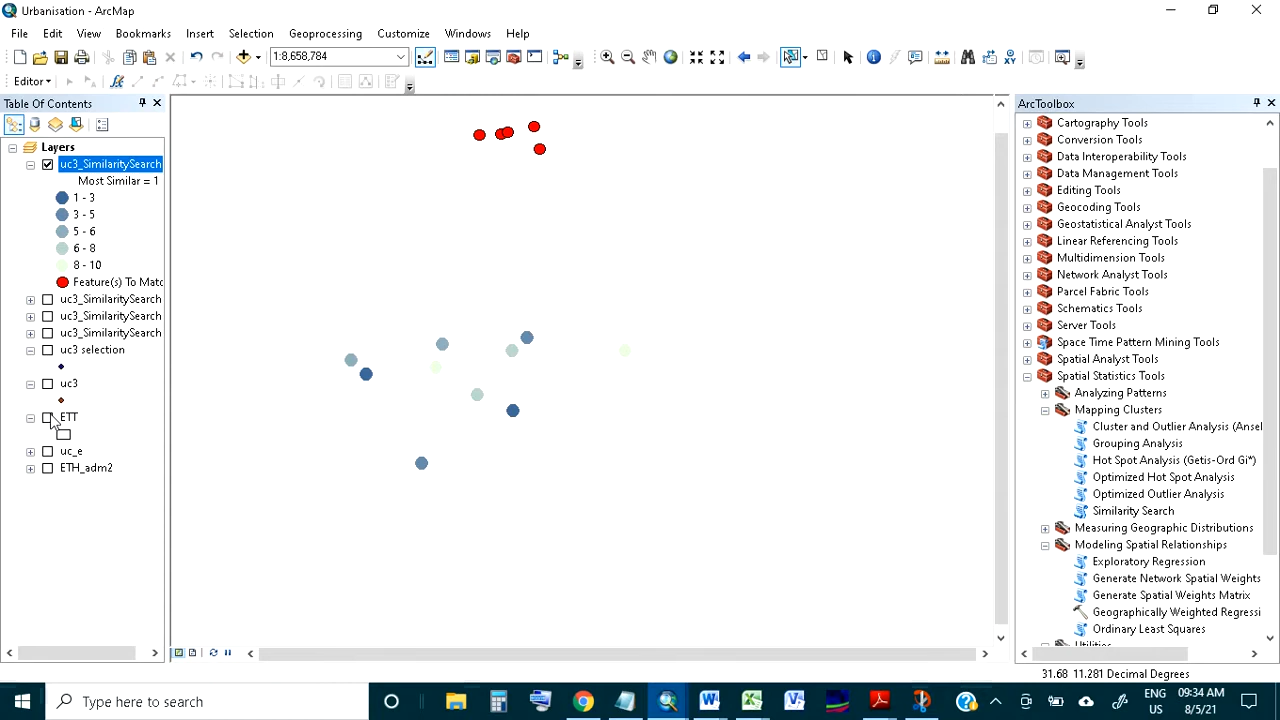 Urbanisation - ArcMap
File Edit View Bookmarks Insert Selection Geoprocessing Customize Windows Help
1:8,658,784
Editor
Table Of Contents
Layers
uc3_SimilaritySearch
Most Similar = 1
1 - 3
3 - 5
5 - 6
6 - 8
8 - 10
Feature(s) To Matc
uc3_SimilaritySearch
uc3_SimilaritySearch
uc3_SimilaritySearch
uc3 selection
uc3
ETT
uc_e
ETH_adm2
ArcToolbox
Cartography Tools
Conversion Tools
Data Interoperability Tools
Data Management Tools
Editing Tools
Geocoding Tools
Geostatistical Analyst Tools
Linear Referencing Tools
Multidimension Tools
Network Analyst Tools
Parcel Fabric Tools
Schematics Tools
Server Tools
Space Time Pattern Mining Tools
Spatial Analyst Tools
Spatial Statistics Tools
Analyzing Patterns
Mapping Clusters
Cluster and Outlier Analysis (Ansel
Grouping Analysis
Hot Spot Analysis (Getis-Ord Gi*)
Optimized Hot Spot Analysis
Optimized Outlier Analysis
Similarity Search
Measuring Geographic Distributions
Modeling Spatial Relationships
Exploratory Regression
Generate Network Spatial Weights
Generate Spatial Weights Matrix
Geographically Weighted Regressi
Ordinary Least Squares
Utilities
31.68 11.281 Decimal Degrees
Type here to search
ENG
US
09:34 AM
8/5/21